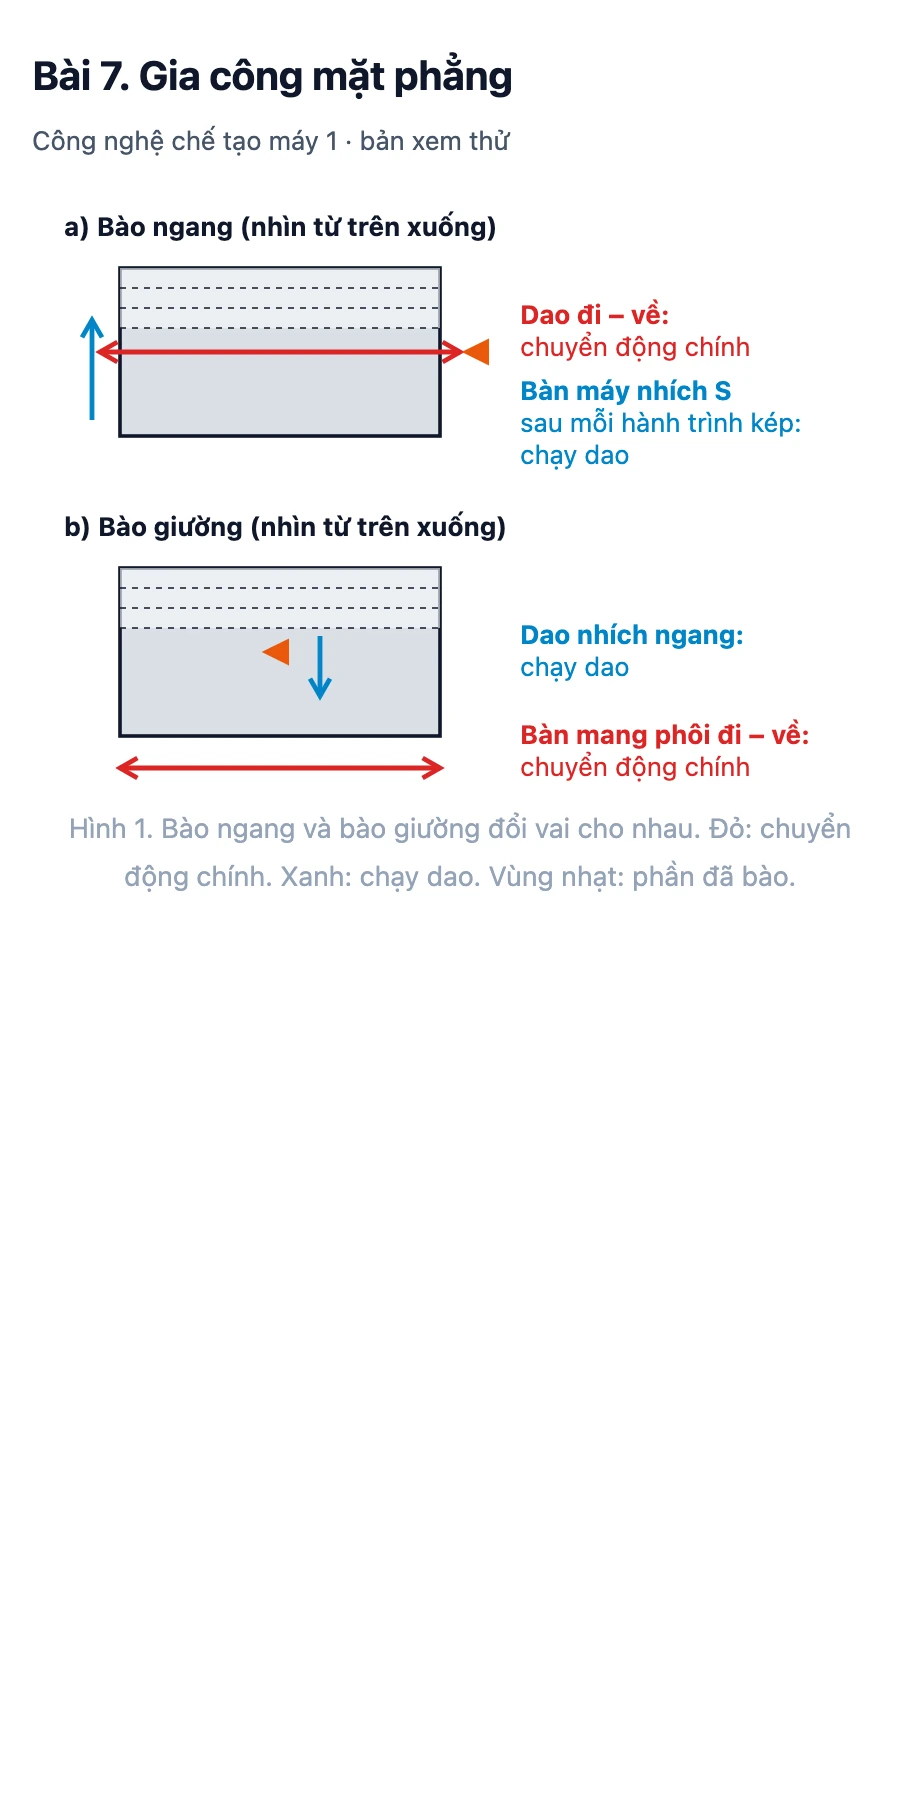 Bài 7. Gia công mặt phẳng
Công nghệ chế tạo máy 1 · bản xem thử
a) Bào ngang (nhìn từ trên xuống)
Dao đi – về:
chuyển động chính
Bàn máy nhích S
sau mỗi hành trình kép:
chạy dao
b) Bào giường (nhìn từ trên xuống)
Dao nhích ngang:
chạy dao
Bàn mang phôi đi – về:
chuyển động chính
Hình 1. Bào ngang và bào giường đổi vai cho nhau. Đỏ: chuyển
động chính. Xanh: chạy dao. Vùng nhạt: phần đã bào.